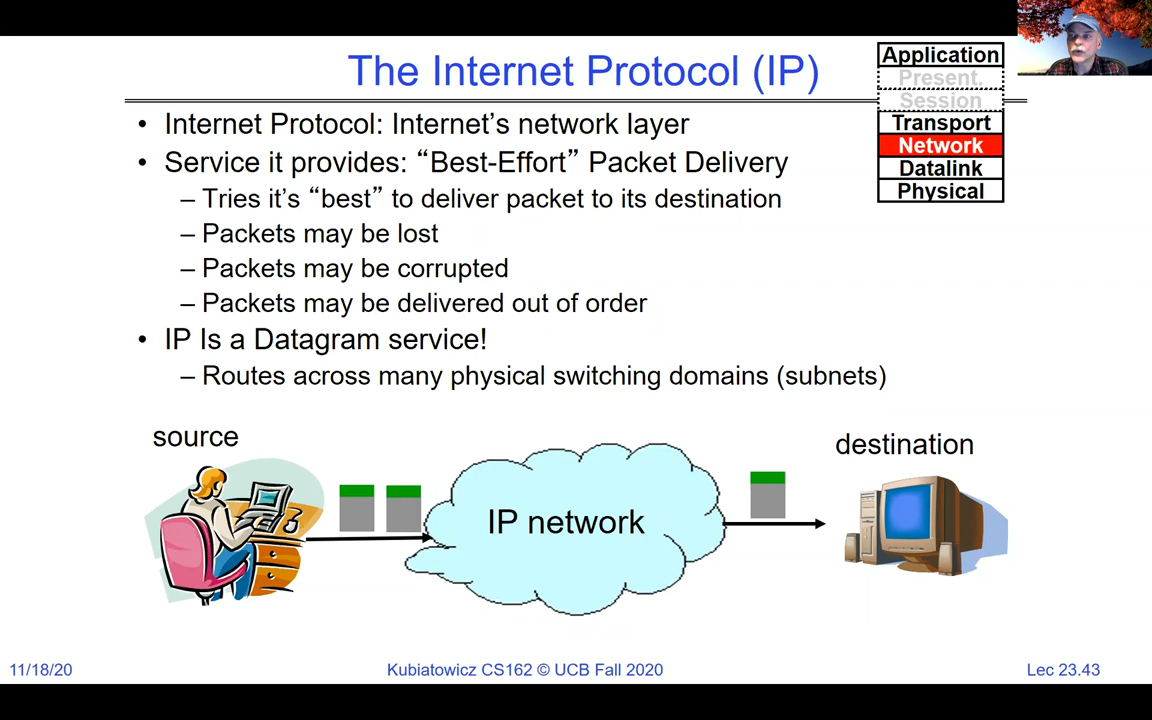 The Internet Protocol (IP)
Application
Present.
Session
Transport
Network
Datalink
Physical
• Internet Protocol: Internet’s network layer
• Service it provides: “Best-Effort” Packet Delivery
– Tries it’s “best” to deliver packet to its destination
– Packets may be lost
– Packets may be corrupted
– Packets may be delivered out of order
• IP Is a Datagram service!
– Routes across many physical switching domains (subnets)
source
destination
IP network
11/18/20
Kubiatowicz CS162 © UCB Fall 2020
Lec 23.43